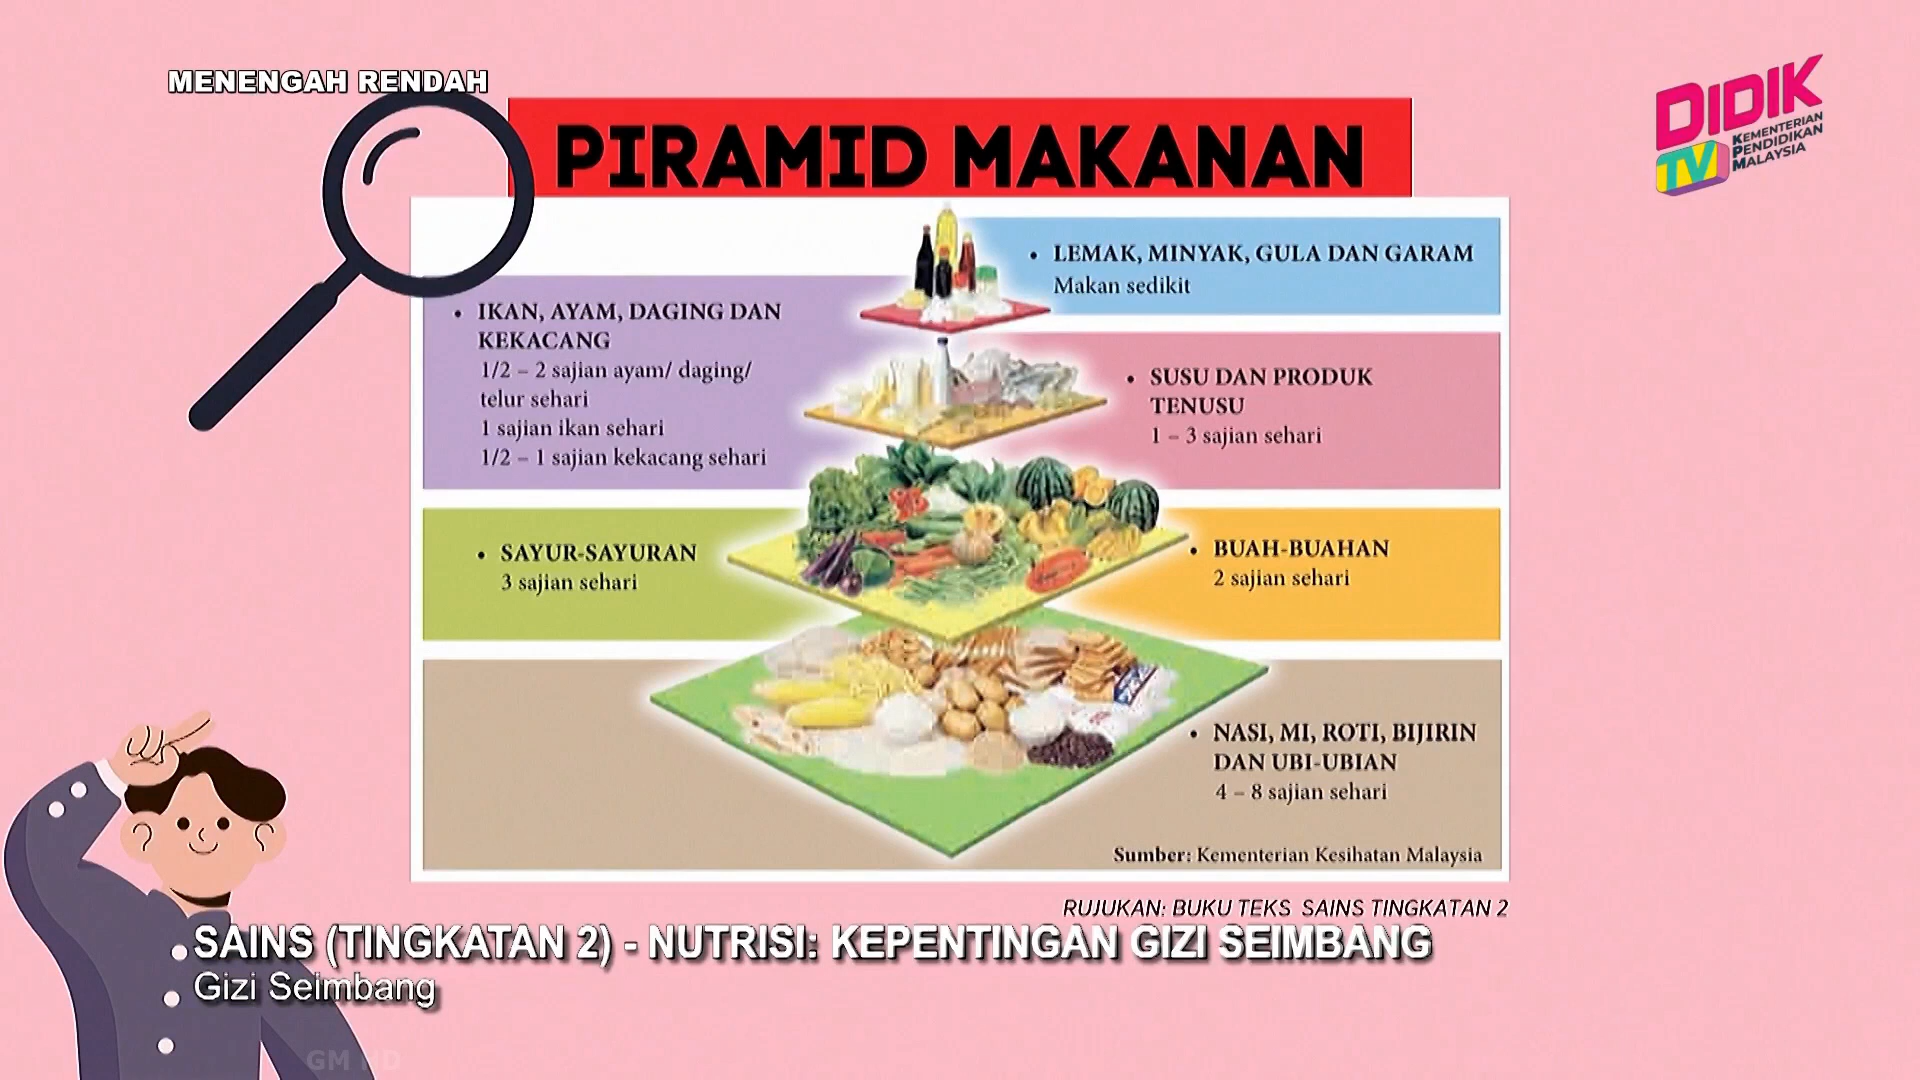 MENENGAH RENDAH
DIDIK
TV
KEMENTERIAN
PENDIDIKAN
MALAYSIA
PIRAMID MAKANAN
• LEMAK, MINYAK, GULA DAN GARAM
Makan sedikit
• IKAN, AYAM, DAGING DAN
KEKACANG
1/2 – 2 sajian ayam/ daging/
telur sehari
1 sajian ikan sehari
1/2 – 1 sajian kekacang sehari
• SUSU DAN PRODUK
TENUSU
1 – 3 sajian sehari
• SAYUR-SAYURAN
3 sajian sehari
• BUAH-BUAHAN
2 sajian sehari
• NASI, MI, ROTI, BIJIRIN
DAN UBI-UBIAN
4 – 8 sajian sehari
Sumber: Kementerian Kesihatan Malaysia
RUJUKAN: BUKU TEKS SAINS TINGKATAN 2
SAINS (TINGKATAN 2) - NUTRISI: KEPENTINGAN GIZI SEIMBANG
Gizi Seimbang